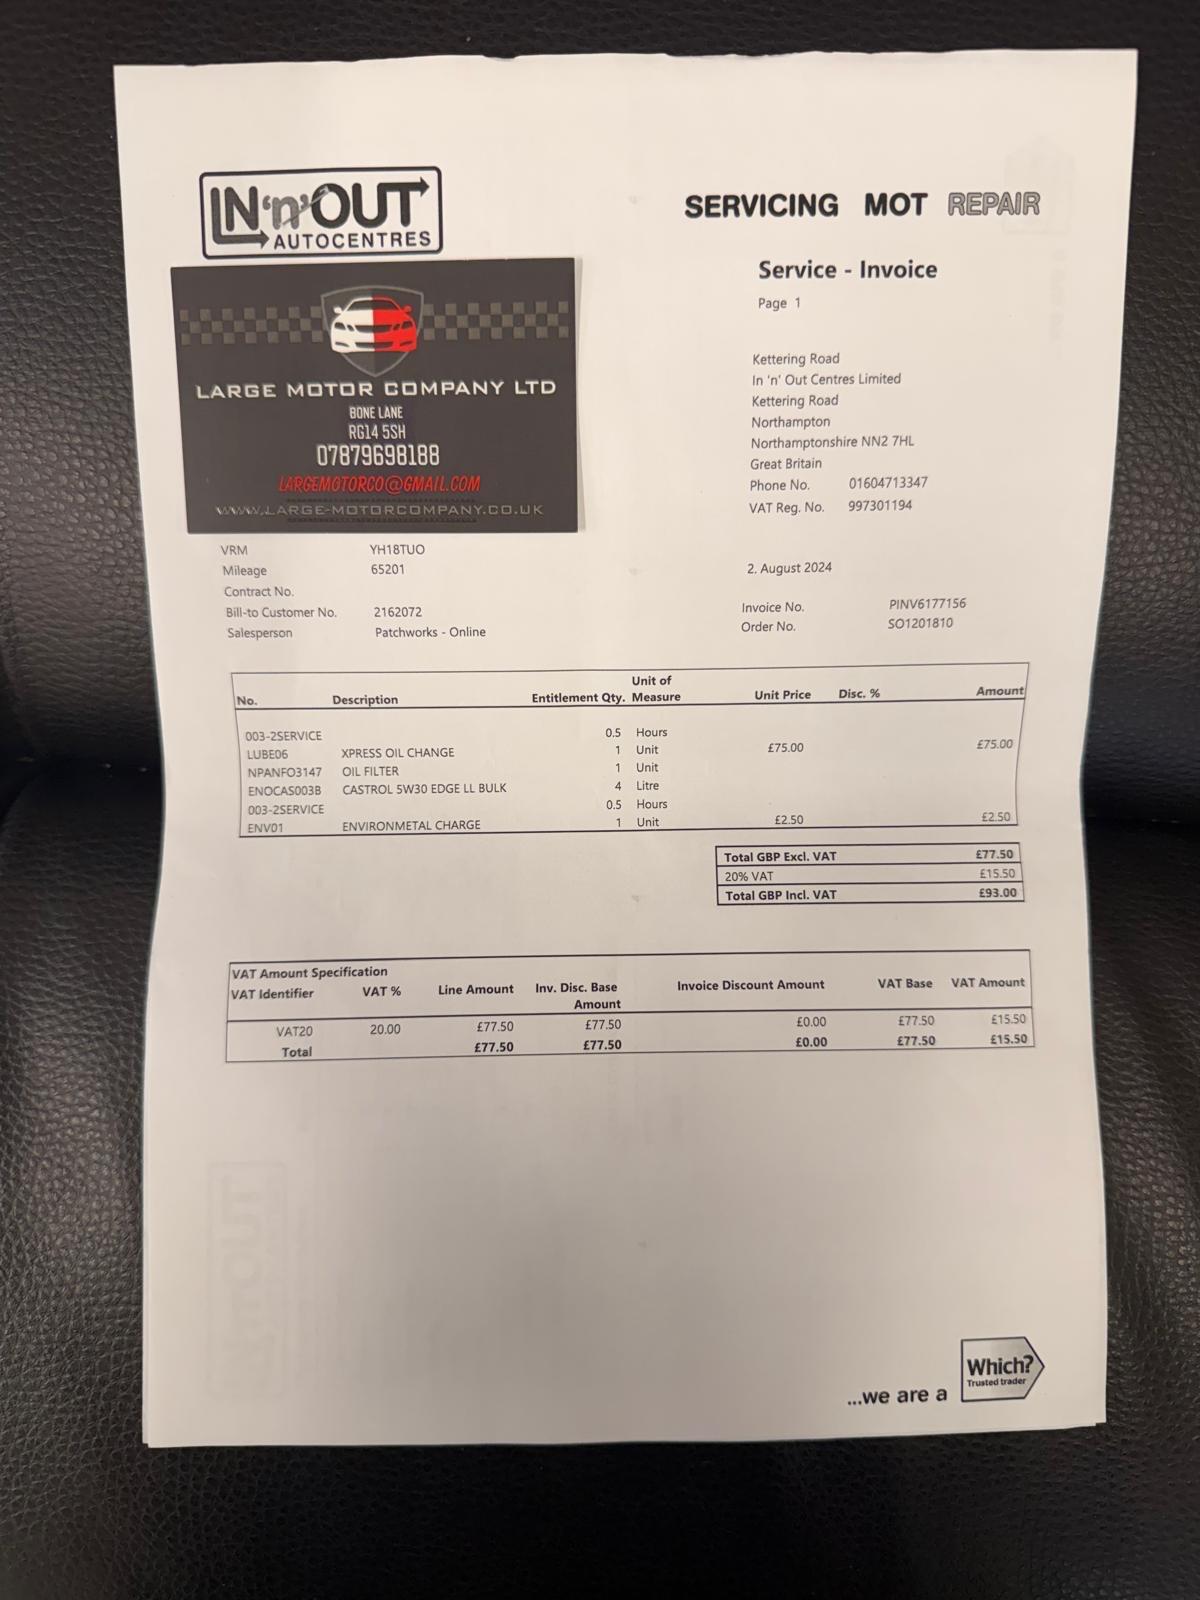 IN'n'OUT
AUTOCENTRES
SERVICING MOT REPAIR
Service - Invoice
Page 1
LARGE MOTOR COMPANY LTD
BONE LANE
RG14 5SH
07879698188
LARGEMOTORCO@GMAIL.COM
WWW.LARGE-MOTORCOMPANY.CO.UK
Kettering Road
In 'n' Out Centres Limited
Kettering Road
Northampton
Northamptonshire NN2 7HL
Great Britain
Phone No. 01604713347
VAT Reg. No. 997301194
VRM YH18TUO
Mileage 65201
Contract No.
Bill-to Customer No. 2162072
Salesperson Patchworks - Online
2. August 2024
Invoice No. PINV6177156
Order No. SO1201810
No. Description Entitlement Qty. Unit of Measure Unit Price Disc. % Amount
003-2SERVICE 0.5 Hours
LUBE06 XPRESS OIL CHANGE 1 Unit £75.00 £75.00
NPANFO3147 OIL FILTER 1 Unit
ENOCAS003B CASTROL 5W30 EDGE LL BULK 4 Litre
003-2SERVICE 0.5 Hours
ENV01 ENVIRONMETAL CHARGE 1 Unit £2.50 £2.50
Total GBP Excl. VAT £77.50
20% VAT £15.50
Total GBP Incl. VAT £93.00
VAT Amount Specification
VAT Identifier VAT % Line Amount Inv. Disc. Base Amount Invoice Discount Amount VAT Base VAT Amount
VAT20 20.00 £77.50 £77.50 £0.00 £77.50 £15.50
Total £77.50 £77.50 £0.00 £77.50 £15.50
...we are a
Which?
Trusted trader